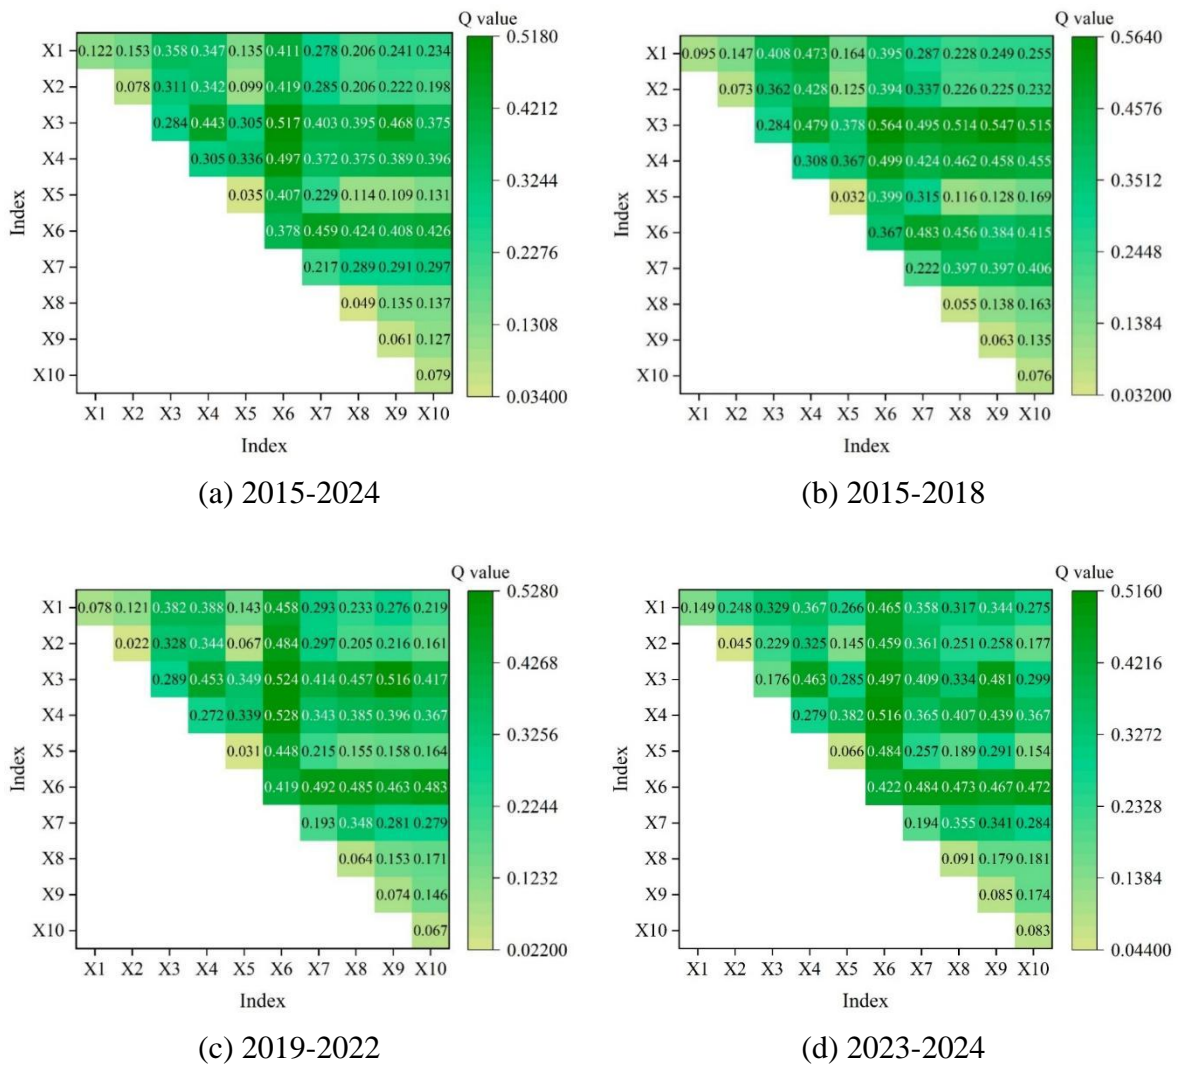 Q value
X1 0.122 0.153 0.358 0.347 0.135 0.411 0.278 0.206 0.241 0.234
X2 0.078 0.311 0.342 0.099 0.419 0.285 0.206 0.222 0.198
X3 0.284 0.443 0.305 0.517 0.403 0.395 0.468 0.375
X4 0.305 0.336 0.497 0.372 0.375 0.389 0.396
X5 0.035 0.407 0.229 0.114 0.109 0.131
X6 0.378 0.459 0.424 0.408 0.426
X7 0.217 0.289 0.291 0.297
X8 0.049 0.135 0.137
X9 0.061 0.127
X10 0.079
X1 X2 X3 X4 X5 X6 X7 X8 X9 X10
Index
Index
0.5180
0.4212
0.3244
0.2276
0.1308
0.03400
(a) 2015-2024
Q value
X1 0.095 0.147 0.408 0.473 0.164 0.395 0.287 0.228 0.249 0.255
X2 0.073 0.362 0.428 0.125 0.394 0.337 0.226 0.225 0.232
X3 0.284 0.479 0.378 0.564 0.495 0.514 0.547 0.515
X4 0.308 0.367 0.499 0.424 0.462 0.458 0.455
X5 0.032 0.399 0.315 0.116 0.128 0.169
X6 0.367 0.483 0.456 0.384 0.415
X7 0.222 0.397 0.397 0.406
X8 0.055 0.138 0.163
X9 0.063 0.135
X10 0.076
X1 X2 X3 X4 X5 X6 X7 X8 X9 X10
Index
Index
0.5640
0.4576
0.3512
0.2448
0.1384
0.03200
(b) 2015-2018
Q value
X1 0.078 0.121 0.382 0.388 0.143 0.458 0.293 0.233 0.276 0.219
X2 0.022 0.328 0.344 0.067 0.484 0.297 0.205 0.216 0.161
X3 0.289 0.453 0.349 0.524 0.414 0.457 0.516 0.417
X4 0.272 0.339 0.528 0.343 0.385 0.396 0.367
X5 0.031 0.448 0.215 0.155 0.158 0.164
X6 0.419 0.492 0.485 0.463 0.483
X7 0.193 0.348 0.281 0.279
X8 0.064 0.153 0.171
X9 0.074 0.146
X10 0.067
X1 X2 X3 X4 X5 X6 X7 X8 X9 X10
Index
Index
0.5280
0.4268
0.3256
0.2244
0.1232
0.02200
(c) 2019-2022
Q value
X1 0.149 0.248 0.329 0.367 0.266 0.465 0.358 0.317 0.344 0.275
X2 0.045 0.229 0.325 0.145 0.459 0.361 0.251 0.258 0.177
X3 0.176 0.463 0.285 0.497 0.409 0.334 0.481 0.299
X4 0.279 0.382 0.516 0.365 0.407 0.439 0.367
X5 0.066 0.484 0.257 0.189 0.291 0.154
X6 0.422 0.484 0.473 0.467 0.472
X7 0.194 0.355 0.341 0.284
X8 0.091 0.179 0.181
X9 0.085 0.174
X10 0.083
X1 X2 X3 X4 X5 X6 X7 X8 X9 X10
Index
Index
0.5160
0.4216
0.3272
0.2328
0.1384
0.04400
(d) 2023-2024